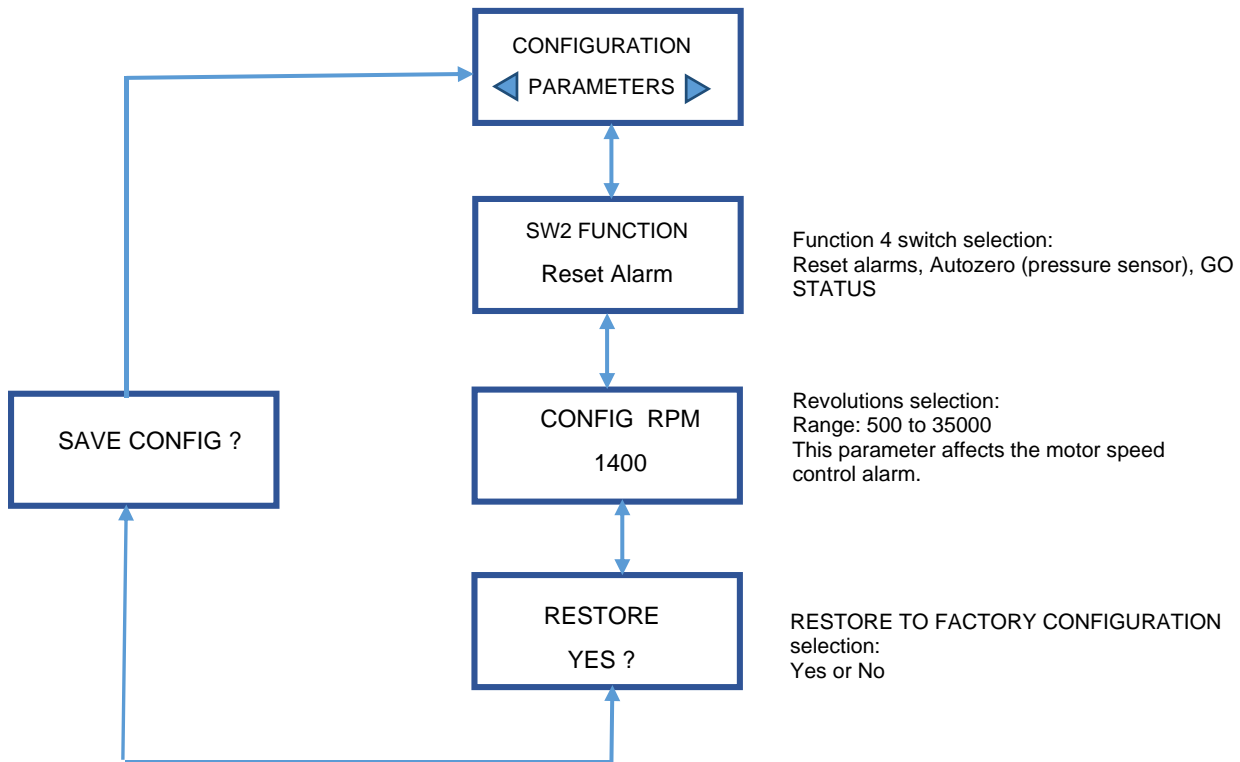 CONFIGURATION
PARAMETERS
SW2 FUNCTION
Reset Alarm
Function 4 switch selection:
Reset alarms, Autozero (pressure sensor), GO
STATUS
SAVE CONFIG ?
CONFIG RPM
1400
Revolutions selection:
Range: 500 to 35000
This parameter affects the motor speed
control alarm.
RESTORE
YES ?
RESTORE TO FACTORY CONFIGURATION
selection:
Yes or No